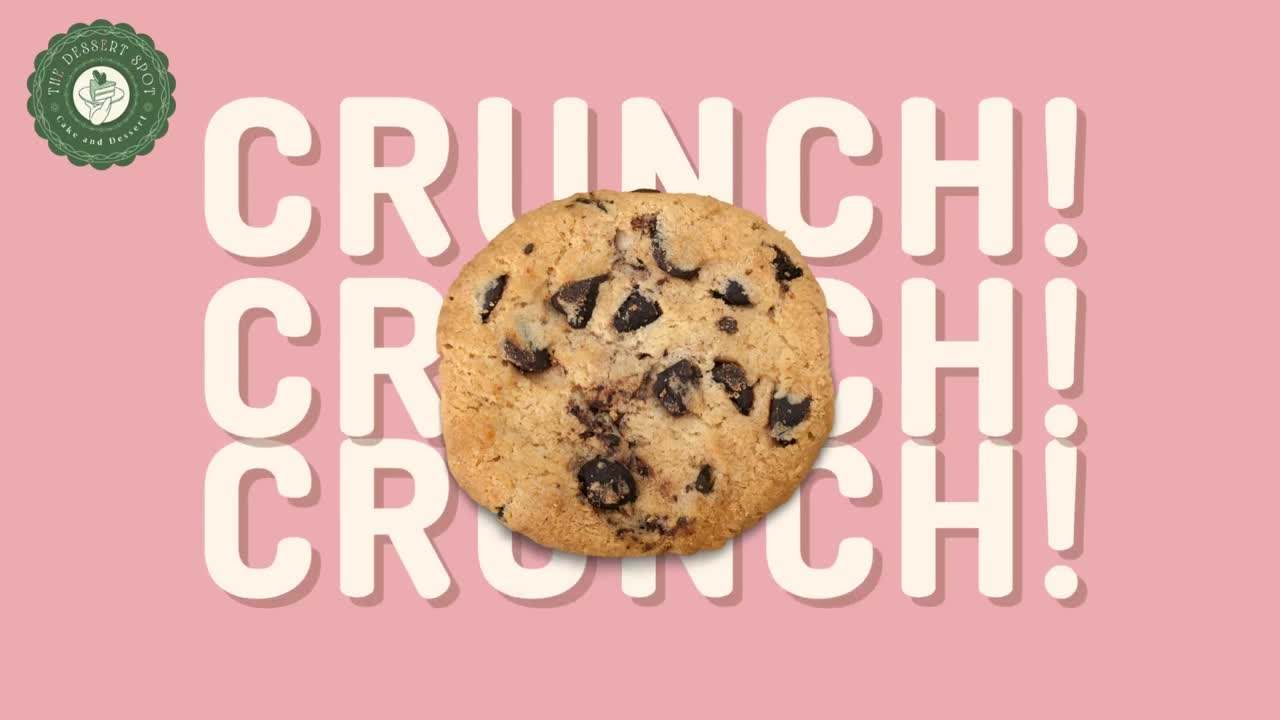 THE DESSERT SPOT
Cake and Dessert
CRUNCH!
CRUNCH!
CRUNCH!